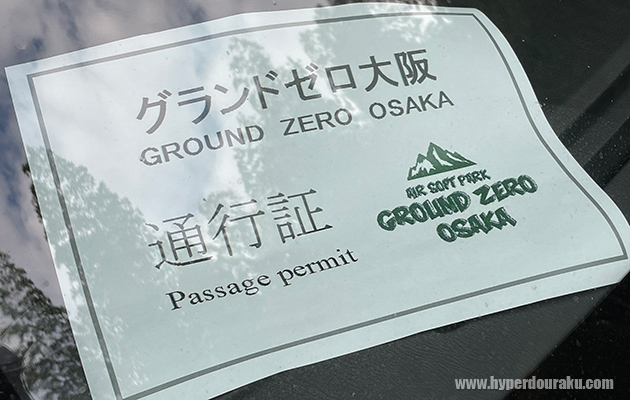 グランドゼロ大阪
GROUND ZERO OSAKA
通行証
Passage permit
AIR SOFT PARK
GROUND ZERO
OSAKA
www.hyperdouraku.com